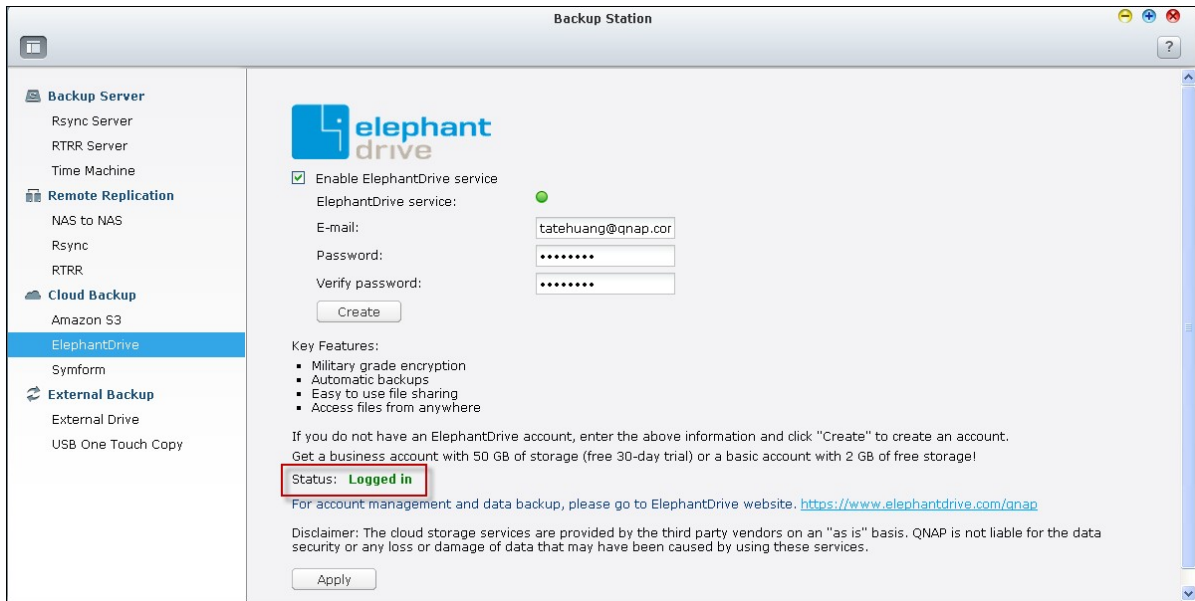 Backup Station
?
Backup Server
Rsync Server
RTRR Server
Time Machine
Remote Replication
NAS to NAS
Rsync
RTRR
Cloud Backup
Amazon S3
ElephantDrive
Symform
External Backup
External Drive
USB One Touch Copy
elephant
drive
Enable ElephantDrive service
ElephantDrive service:
E-mail: tatehuang@qnap.cor
Password: ••••••••
Verify password: ••••••••
Create
Key Features:
▪ Military grade encryption
▪ Automatic backups
▪ Easy to use file sharing
▪ Access files from anywhere
If you do not have an ElephantDrive account, enter the above information and click "Create" to create an account.
Get a business account with 50 GB of storage (free 30-day trial) or a basic account with 2 GB of free storage!
Status: Logged in
For account management and data backup, please go to ElephantDrive website. https://www.elephantdrive.com/qnap
Disclaimer: The cloud storage services are provided by the third party vendors on an "as is" basis. QNAP is not liable for the data
security or any loss or damage of data that may have been caused by using these services.
Apply